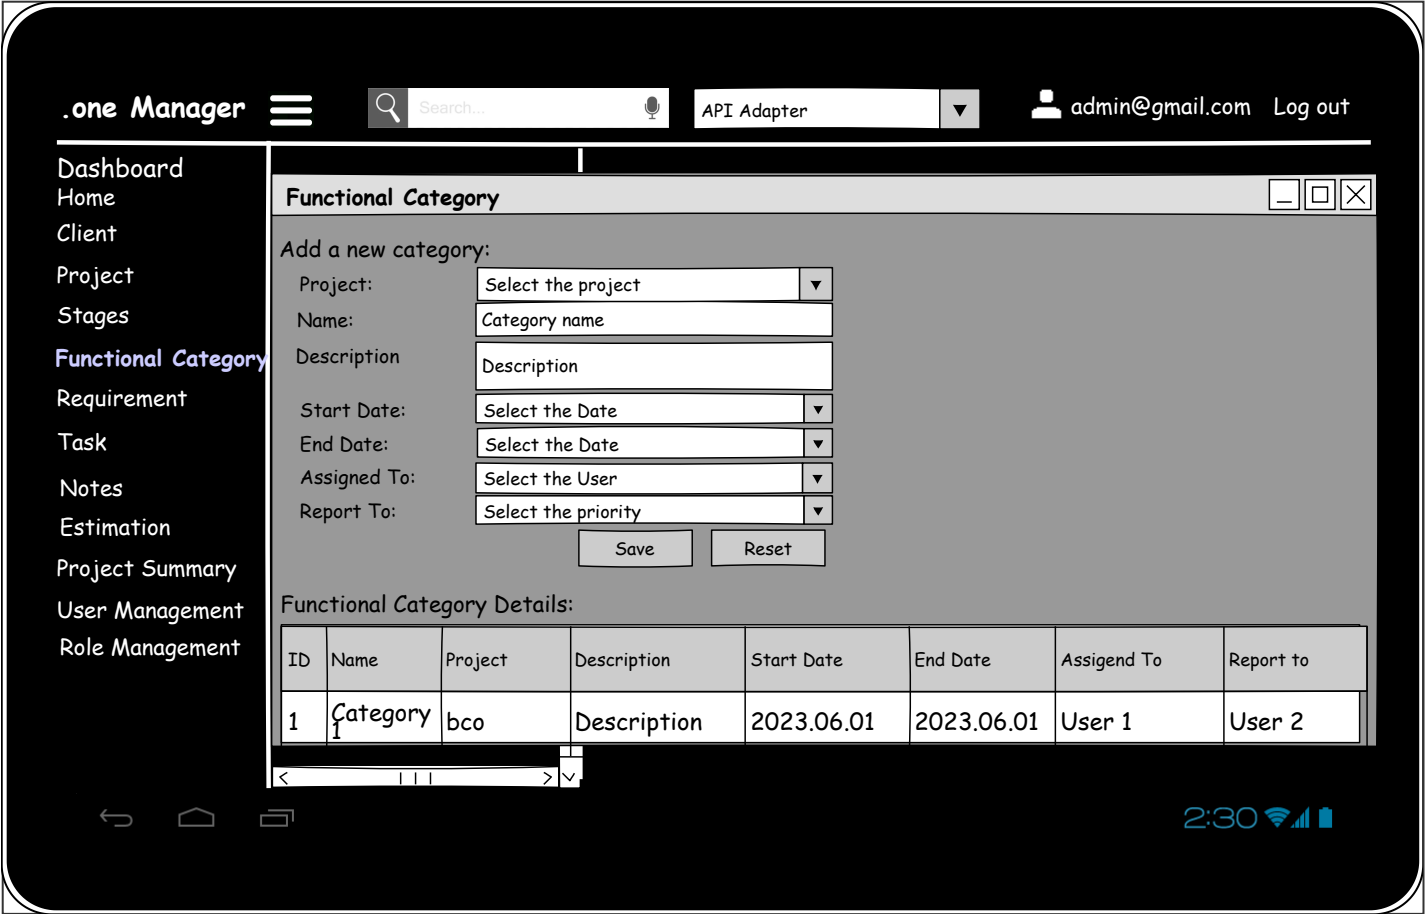 .one Manager
Search...
API Adapter
admin@gmail.com Log out
Dashboard
Home
Client
Project
Stages
Functional Category
Requirement
Task
Notes
Estimation
Project Summary
User Management
Role Management
Functional Category
Add a new category:
Project: Select the project
Name: Category name
Description Description
Start Date: Select the Date
End Date: Select the Date
Assigned To: Select the User
Report To: Select the priority
Save Reset
Functional Category Details:
ID Name Project Description Start Date End Date Assigend To Report to
1 Category 1 bco Description 2023.06.01 2023.06.01 User 1 User 2
2:30